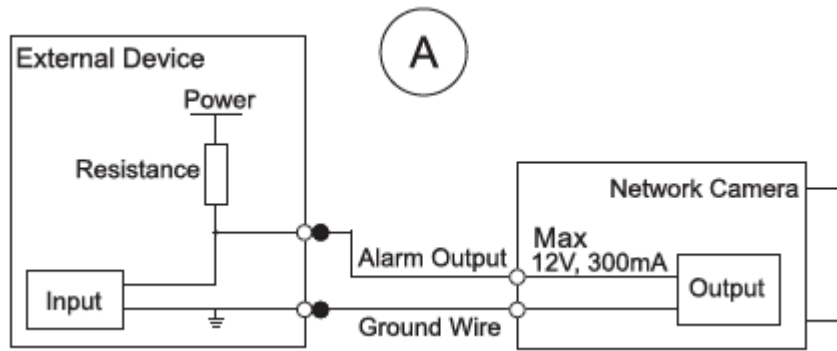 A
External Device
Power
Resistance
Network Camera
Max
12V, 300mA
Alarm Output
Output
Input
Ground Wire